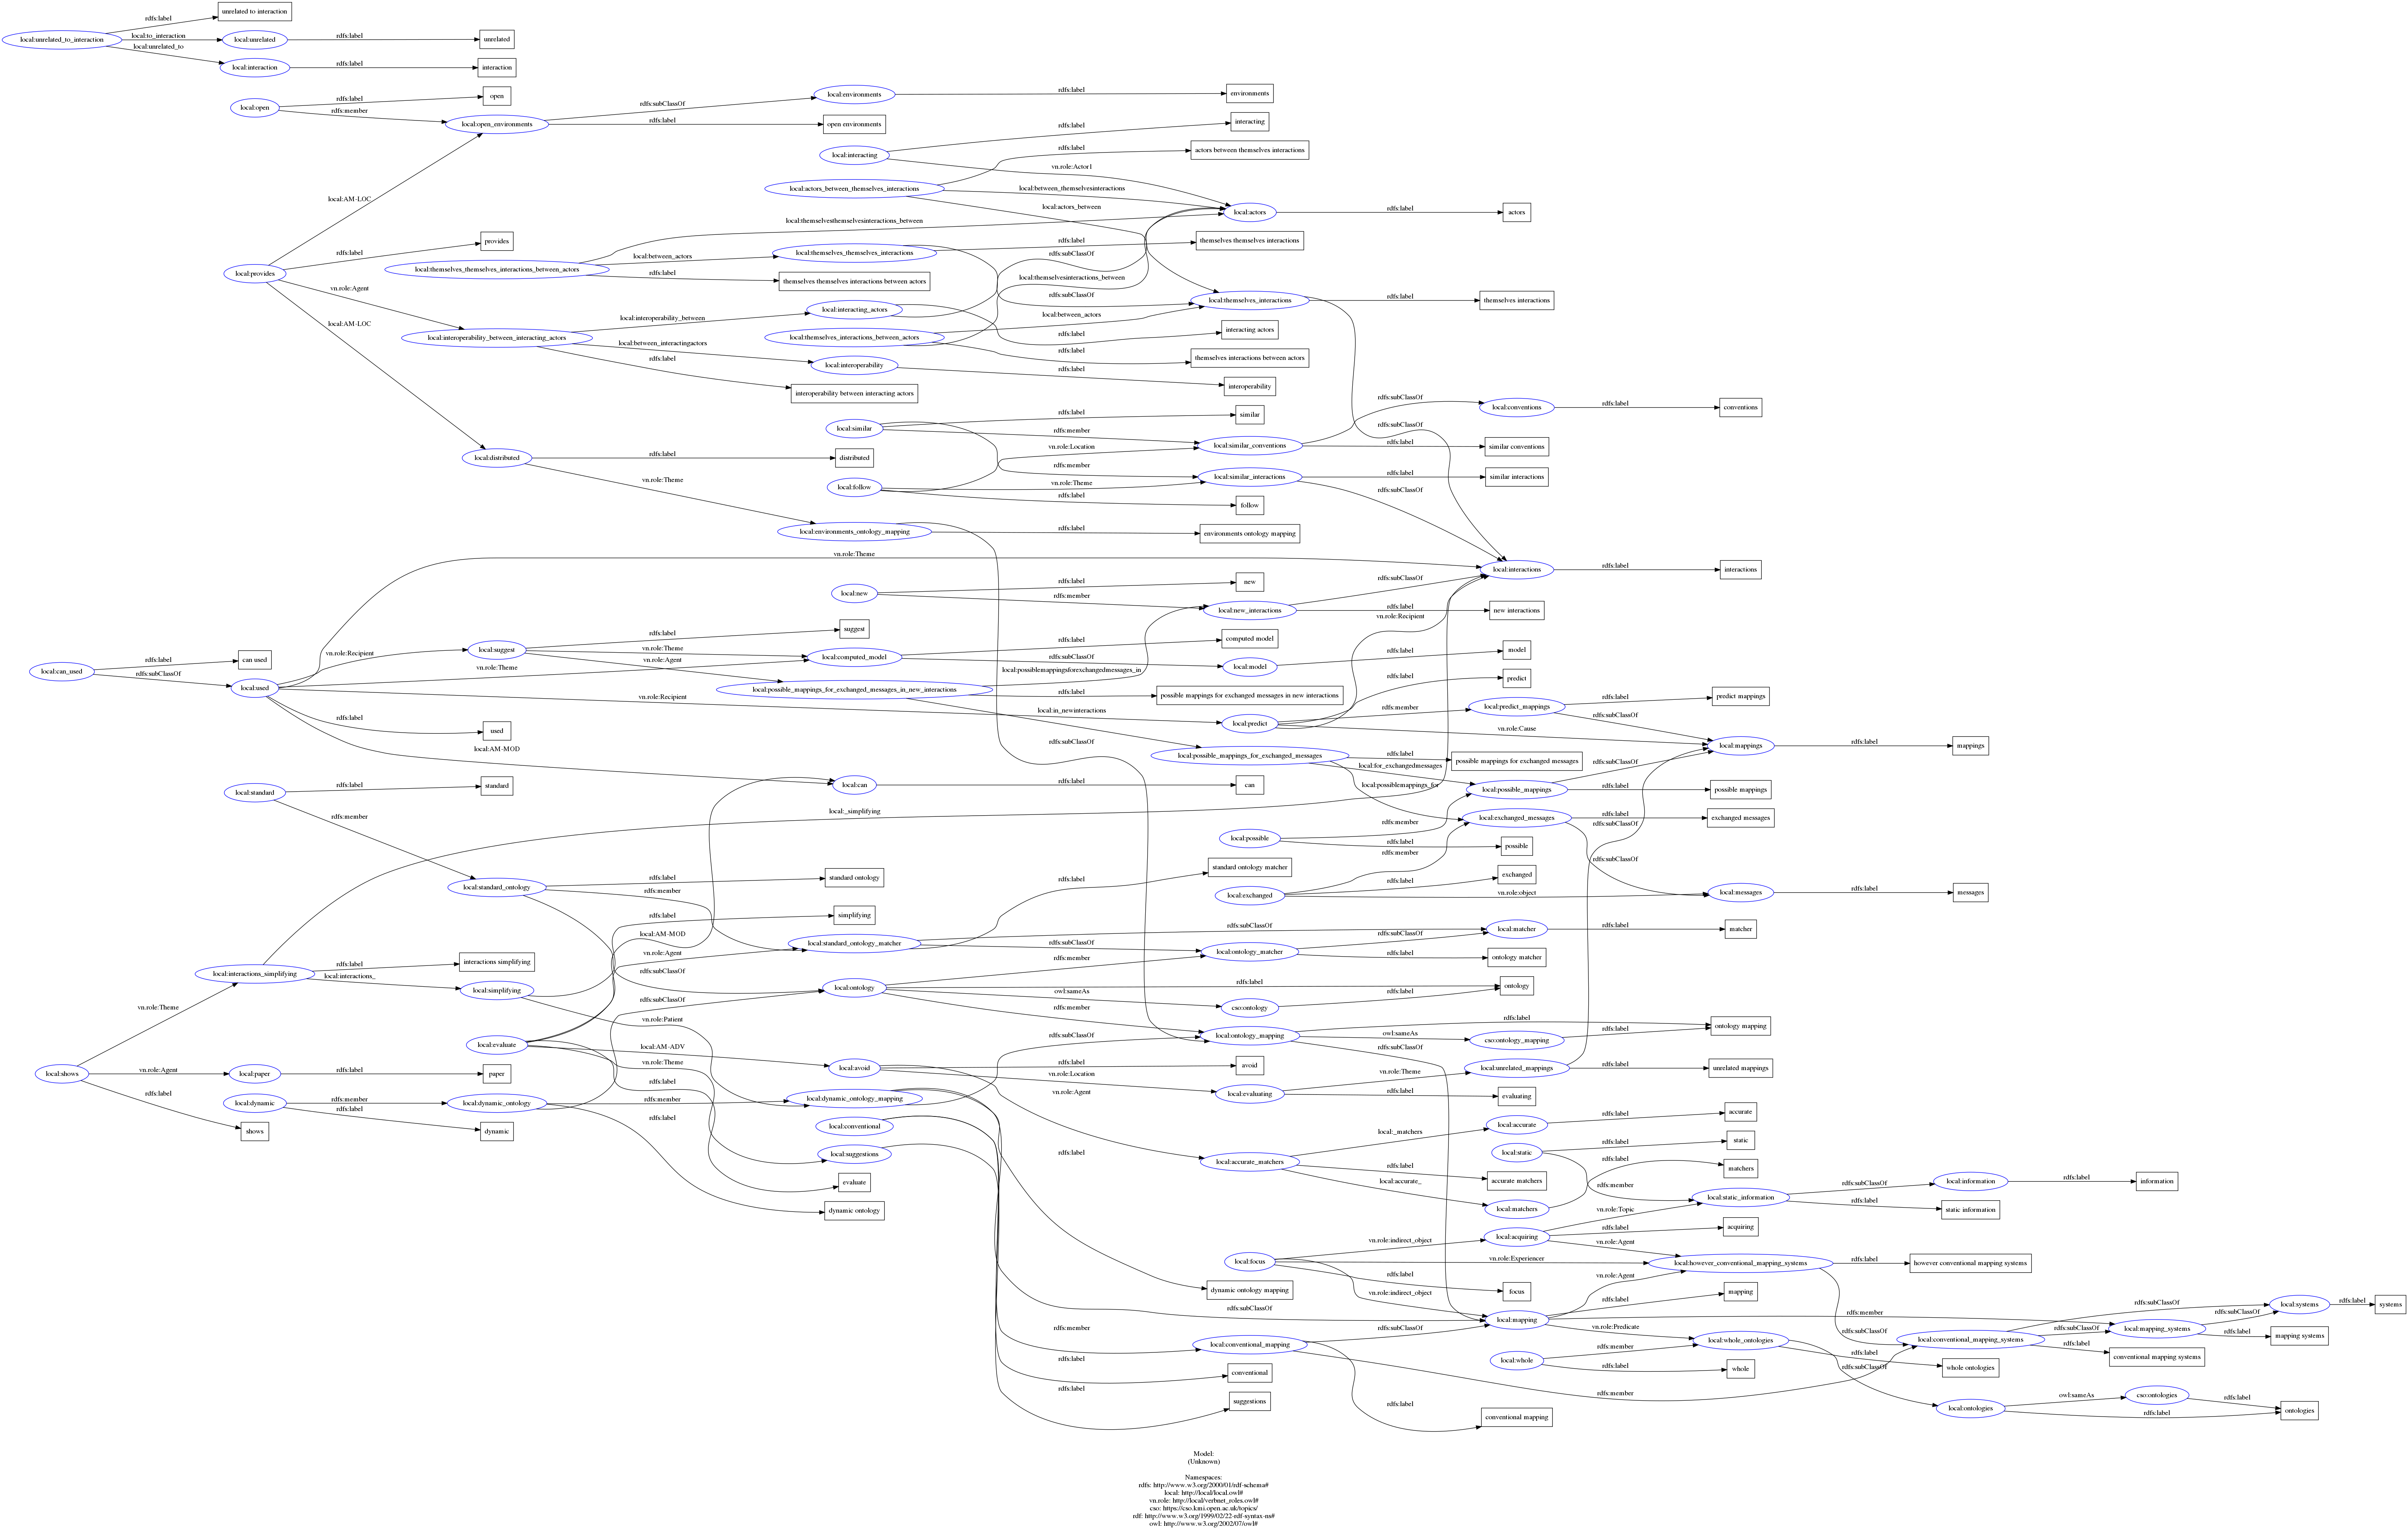 rdfs:label
unrelated to interaction
local:unrelated_to_interaction
local:to_interaction
local:unrelated
rdfs:label
unrelated
local:unrelated_to
local:interaction
rdfs:label
interaction
local:open
rdfs:label
open
rdfs:member
local:open_environments
rdfs:subClassOf
local:environments
rdfs:label
environments
rdfs:label
open environments
local:interacting
rdfs:label
interacting
vn.role:Actor1
local:actors_between_themselves_interactions
rdfs:label
actors between themselves interactions
local:between_themselvesinteractions
local:actors_between
local:AM-LOC
local:actors
rdfs:label
actors
local:provides
rdfs:label
provides
local:themselvesthemselvesinteractions_between
local:themselves_themselves_interactions_between_actors
local:between_actors
local:themselves_themselves_interactions
rdfs:label
themselves themselves interactions
rdfs:label
themselves themselves interactions between actors
rdfs:subClassOf
local:themselvesinteractions_between
rdfs:subClassOf
local:themselves_interactions
rdfs:label
themselves interactions
vn.role:Agent
local:AM-LOC
local:interoperability_between_interacting_actors
local:interoperability_between
local:interacting_actors
local:between_actors
rdfs:label
interacting actors
local:themselves_interactions_between_actors
rdfs:label
themselves interactions between actors
local:between_interactingactors
local:interoperability
rdfs:label
interoperability
rdfs:label
interoperability between interacting actors
local:similar
rdfs:label
similar
rdfs:member
vn.role:Location
local:similar_conventions
rdfs:subClassOf
local:conventions
rdfs:label
conventions
rdfs:subClassOf
rdfs:label
similar conventions
local:distributed
rdfs:label
distributed
rdfs:member
local:similar_interactions
rdfs:label
similar interactions
vn.role:Theme
local:follow
vn.role:Theme
rdfs:label
follow
rdfs:subClassOf
local:environments_ontology_mapping
rdfs:label
environments ontology mapping
vn.role:Theme
local:interactions
rdfs:label
interactions
local:new
rdfs:label
new
rdfs:member
local:new_interactions
rdfs:subClassOf
rdfs:label
new interactions
vn.role:Recipient
local:can_used
rdfs:label
can used
rdfs:subClassOf
local:used
vn.role:Recipient
local:suggest
rdfs:label
suggest
vn.role:Theme
vn.role:Agent
vn.role:Theme
local:computed_model
rdfs:label
computed model
rdfs:subClassOf
local:model
rdfs:label
model
local:possiblemappingsforexchangedmessages_in
local:possible_mappings_for_exchanged_messages_in_new_interactions
rdfs:label
possible mappings for exchanged messages in new interactions
rdfs:label
predict
vn.role:Recipient
local:in_newinteractions
local:predict
rdfs:member
local:predict_mappings
rdfs:label
predict mappings
rdfs:subClassOf
vn.role:Cause
local:mappings
rdfs:label
mappings
rdfs:label
used
local:AM-MOD
rdfs:subClassOf
local:possible_mappings_for_exchanged_messages
rdfs:label
possible mappings for exchanged messages
local:for_exchangedmessages
rdfs:subClassOf
local:possiblemappings_for
local:possible_mappings
rdfs:label
possible mappings
local:standard
rdfs:label
standard
local:can
rdfs:label
can
rdfs:member
local:_simplifying
local:exchanged_messages
rdfs:label
exchanged messages
rdfs:subClassOf
local:possible
rdfs:member
rdfs:label
possible
rdfs:member
rdfs:subClassOf
local:exchanged
rdfs:label
exchanged
vn.role:object
local:messages
rdfs:label
messages
local:standard_ontology
rdfs:label
standard ontology
rdfs:member
rdfs:label
standard ontology matcher
rdfs:label
simplifying
local:AM-MOD
vn.role:Agent
local:standard_ontology_matcher
rdfs:subClassOf
local:matcher
rdfs:label
matcher
rdfs:subClassOf
local:ontology_matcher
rdfs:subClassOf
rdfs:label
ontology matcher
local:interactions_simplifying
rdfs:label
interactions simplifying
local:interactions_
local:simplifying
rdfs:subClassOf
local:ontology
rdfs:member
rdfs:label
ontology
owl:sameAs
cso:ontology
rdfs:label
rdfs:subClassOf
rdfs:member
vn.role:Theme
vn.role:Patient
local:ontology_mapping
rdfs:label
ontology mapping
owl:sameAs
cso:ontology_mapping
rdfs:label
rdfs:subClassOf
rdfs:subClassOf
local:evaluate
local:AM-ADV
local:avoid
rdfs:label
avoid
vn.role:Location
vn.role:Agent
local:evaluating
vn.role:Theme
local:unrelated_mappings
rdfs:label
unrelated mappings
rdfs:label
evaluating
vn.role:Theme
rdfs:label
local:shows
vn.role:Agent
local:paper
rdfs:label
paper
rdfs:label
shows
local:dynamic
rdfs:member
local:dynamic_ontology
rdfs:label
dynamic
rdfs:member
local:dynamic_ontology_mapping
rdfs:label
local:conventional
local:suggestions
evaluate
dynamic ontology
rdfs:label
local:accurate_matchers
local:_matchers
local:accurate
rdfs:label
accurate
rdfs:label
accurate matchers
local:accurate_
local:matchers
local:static
rdfs:label
static
rdfs:label
matchers
rdfs:member
local:static_information
rdfs:subClassOf
local:information
rdfs:label
information
rdfs:label
static information
vn.role:Topic
local:acquiring
rdfs:label
acquiring
vn.role:Agent
local:focus
vn.role:indirect_object
vn.role:Experiencer
local:however_conventional_mapping_systems
rdfs:label
however conventional mapping systems
rdfs:label
focus
vn.role:indirect_object
vn.role:Agent
rdfs:label
mapping
dynamic ontology mapping
rdfs:subClassOf
local:mapping
rdfs:member
vn.role:Predicate
rdfs:subClassOf
local:systems
rdfs:label
systems
rdfs:subClassOf
local:mapping_systems
rdfs:label
mapping systems
rdfs:subClassOf
local:conventional_mapping_systems
rdfs:subClassOf
rdfs:label
conventional mapping systems
rdfs:member
local:conventional_mapping
rdfs:subClassOf
local:whole_ontologies
rdfs:label
whole ontologies
local:whole
rdfs:member
rdfs:label
whole
rdfs:subClassOf
rdfs:label
conventional
rdfs:member
rdfs:label
suggestions
rdfs:label
conventional mapping
local:ontologies
owl:sameAs
cso:ontologies
rdfs:label
rdfs:label
ontologies
Model:
(Unknown)
Namespaces:
rdfs: http://www.w3.org/2000/01/rdf-schema#
local: http://local/local.owl#
vn.role: http://local/verbnet_roles.owl#
cso: https://cso.kmi.open.ac.uk/topics/
rdf: http://www.w3.org/1999/02/22-rdf-syntax-ns#
owl: http://www.w3.org/2002/07/owl#